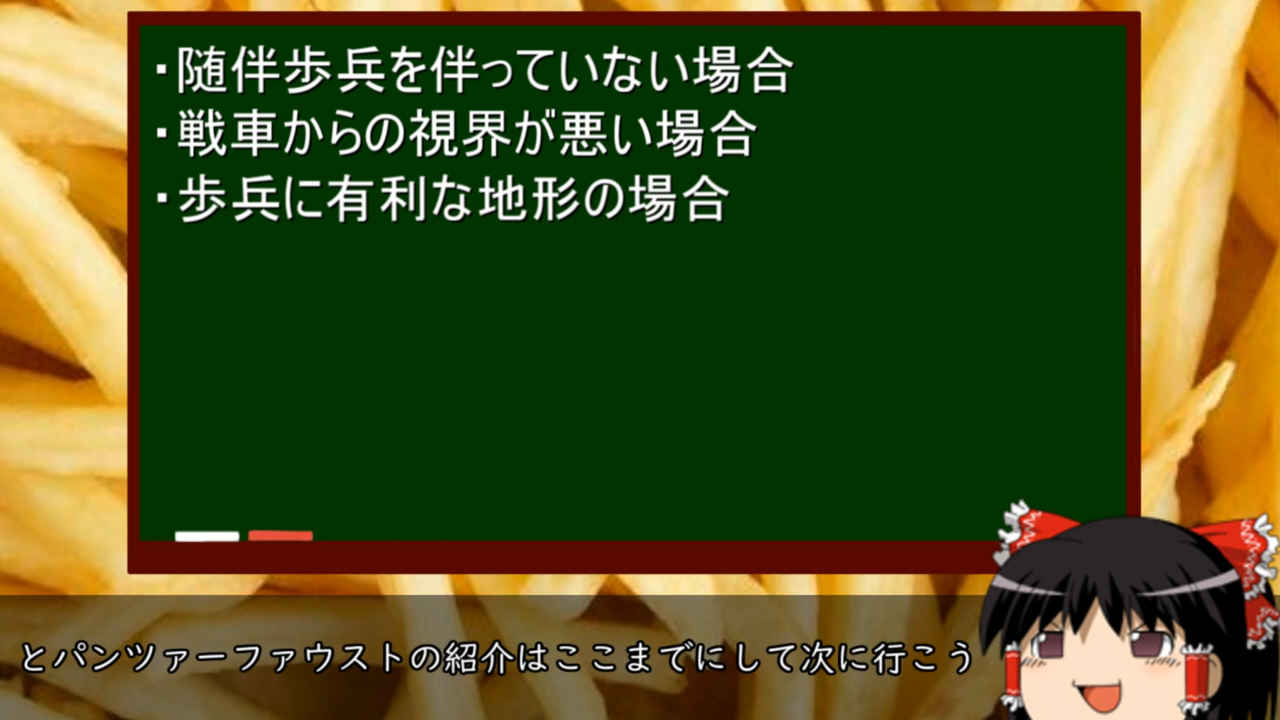 ・随伴歩兵を伴っていない場合
・戦車からの視界が悪い場合
・歩兵に有利な地形の場合
とパンツァーファウストの紹介はここまでにして次に行こう